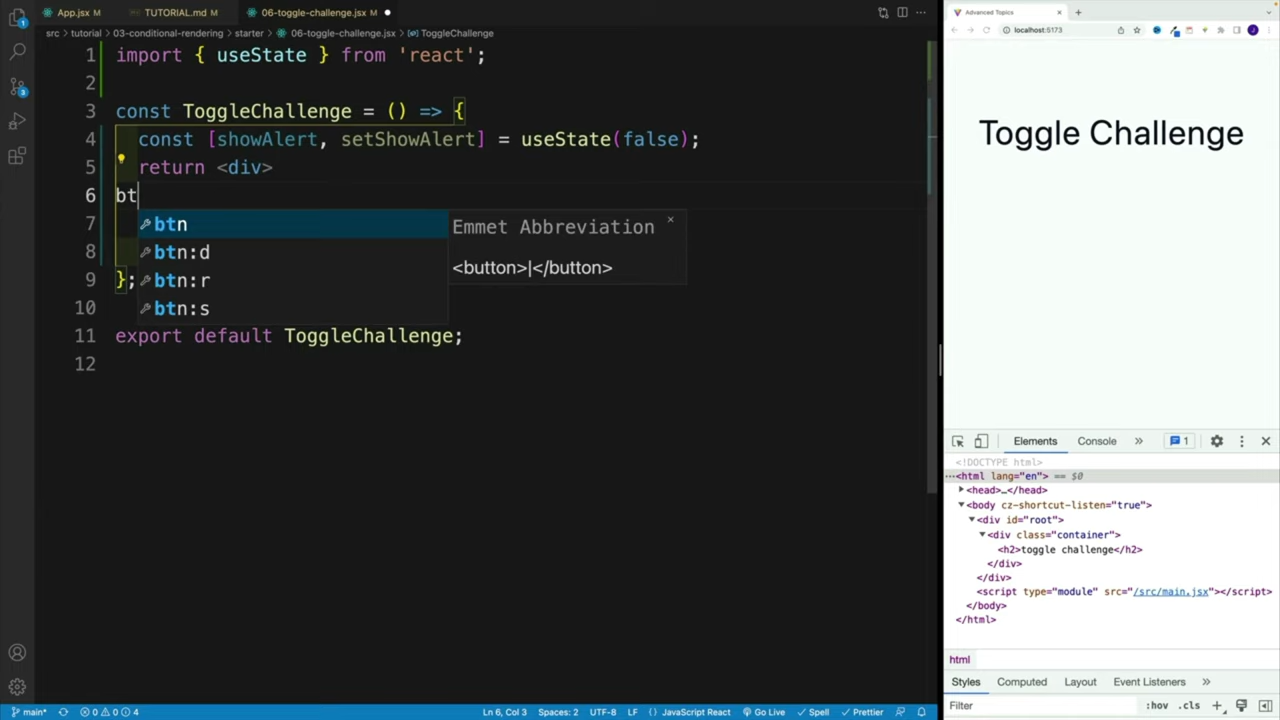 App.jsx M
TUTORIAL.md M
06-toggle-challenge.jsx M
src > tutorial > 03-conditional-rendering > starter > 06-toggle-challenge.jsx > ToggleChallenge
1 import { useState } from 'react';
2
3 const ToggleChallenge = () => {
4 const [showAlert, setShowAlert] = useState(false);
5 return <div>
6 bt
7 btn
8 btn:d
9 }; btn:r
10 btn:s
Emmet Abbreviation ×
<button>|</button>
11 export default ToggleChallenge;
12
1
3
main* 0 0 4
Ln 6, Col 3 Spaces: 2 UTF-8 LF JavaScript React Go Live Spell Prettier
Advanced Topics × +
localhost:5173 J
Toggle Challenge
Elements Console » 1
<!DOCTYPE html>
<html lang="en"> == $0
<head>…</head>
<body cz-shortcut-listen="true">
<div id="root">
<div class="container">
<h2>toggle challenge</h2>
</div>
</div>
<script type="module" src="/src/main.jsx"></script>
</body>
</html>
html
Styles Computed Layout Event Listeners »
Filter :hov .cls +